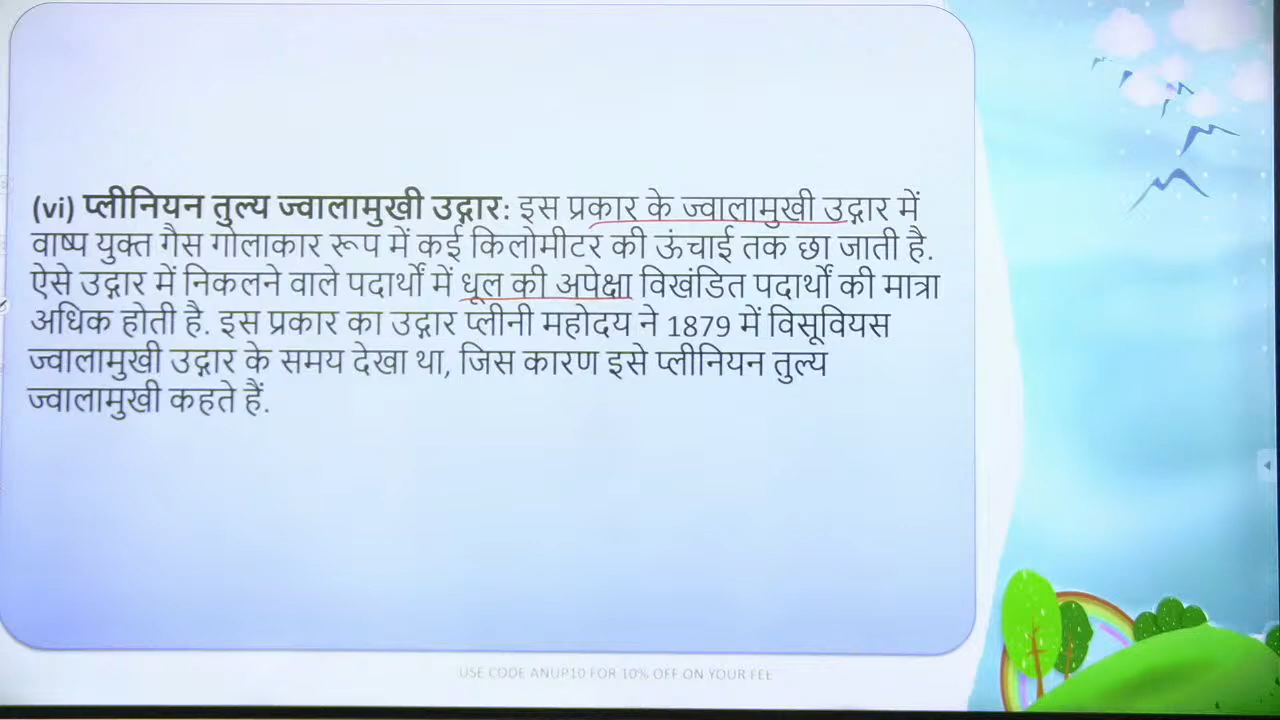 (vi) प्लीनियन तुल्य ज्वालामुखी उद्गार: इस प्रकार के ज्वालामुखी उद्गार में
वाष्प युक्त गैस गोलाकार रूप में कई किलोमीटर की ऊंचाई तक छा जाती है.
ऐसे उद्गार में निकलने वाले पदार्थों में धूल की अपेक्षा विखंडित पदार्थों की मात्रा
अधिक होती है. इस प्रकार का उद्गार प्लीनी महोदय ने 1879 में विसूवियस
ज्वालामुखी उद्गार के समय देखा था, जिस कारण इसे प्लीनियन तुल्य
ज्वालामुखी कहते हैं.
USE CODE ANUP10 FOR 10% OFF ON YOUR FEE